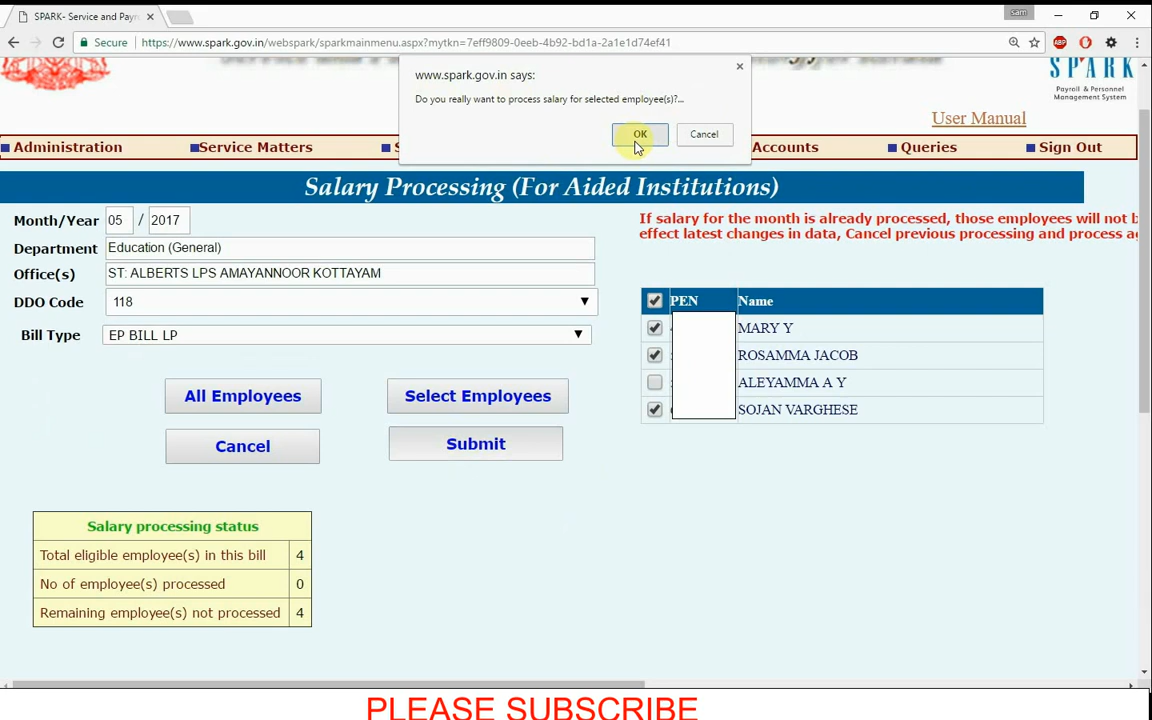 SPARK- Service and Payr
sam
Secure https://www.spark.gov.in/webspark/sparkmainmenu.aspx?mytkn=7eff9809-0eeb-4b92-bd1a-2a1e1d74ef41
ABP
www.spark.gov.in says:
Do you really want to process salary for selected employee(s)?...
OK Cancel
SPARK
Payroll & Personnel
Management System
User Manual
Administration Service Matters S Accounts Queries Sign Out
Salary Processing (For Aided Institutions)
Month/Year 05 / 2017
If salary for the month is already processed, those employees will not b
effect latest changes in data, Cancel previous processing and process ag
Department Education (General)
Office(s) ST: ALBERTS LPS AMAYANNOOR KOTTAYAM
DDO Code 118
Bill Type EP BILL LP
PEN Name
MARY Y
ROSAMMA JACOB
ALEYAMMA A Y
SOJAN VARGHESE
All Employees Select Employees
Cancel Submit
Salary processing status
Total eligible employee(s) in this bill 4
No of employee(s) processed 0
Remaining employee(s) not processed 4
PLEASE SUBSCRIBE